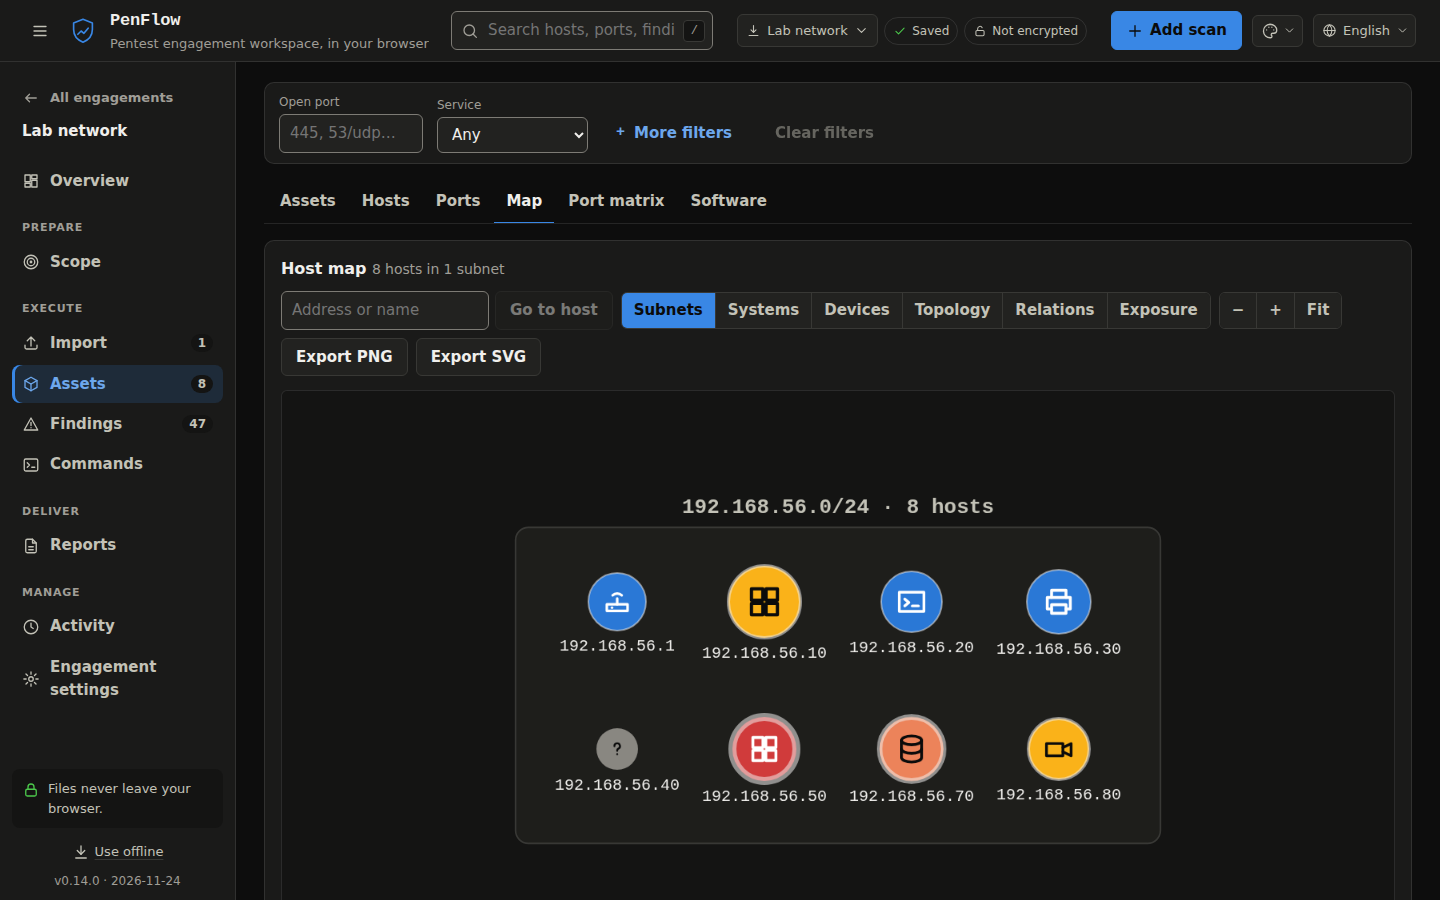 PenFlow
Pentest engagement workspace, in your browser
Search hosts, ports, findi
/
Lab network
Saved
Not encrypted
Add scan
English
All engagements
Lab network
Overview
PREPARE
Scope
EXECUTE
Import 1
Assets 8
Findings 47
Commands
DELIVER
Reports
MANAGE
Activity
Engagement
settings
Files never leave your
browser.
Use offline
v0.14.0 · 2026-11-24
Open port
445, 53/udp…
Service
Any
+ More filters
Clear filters
Assets Hosts Ports Map Port matrix Software
Host map 8 hosts in 1 subnet
Address or name
Go to host
Subnets Systems Devices Topology Relations Exposure
− + Fit
Export PNG Export SVG
192.168.56.0/24 · 8 hosts
192.168.56.1
192.168.56.10
192.168.56.20
192.168.56.30
?
192.168.56.40
192.168.56.50
192.168.56.70
192.168.56.80